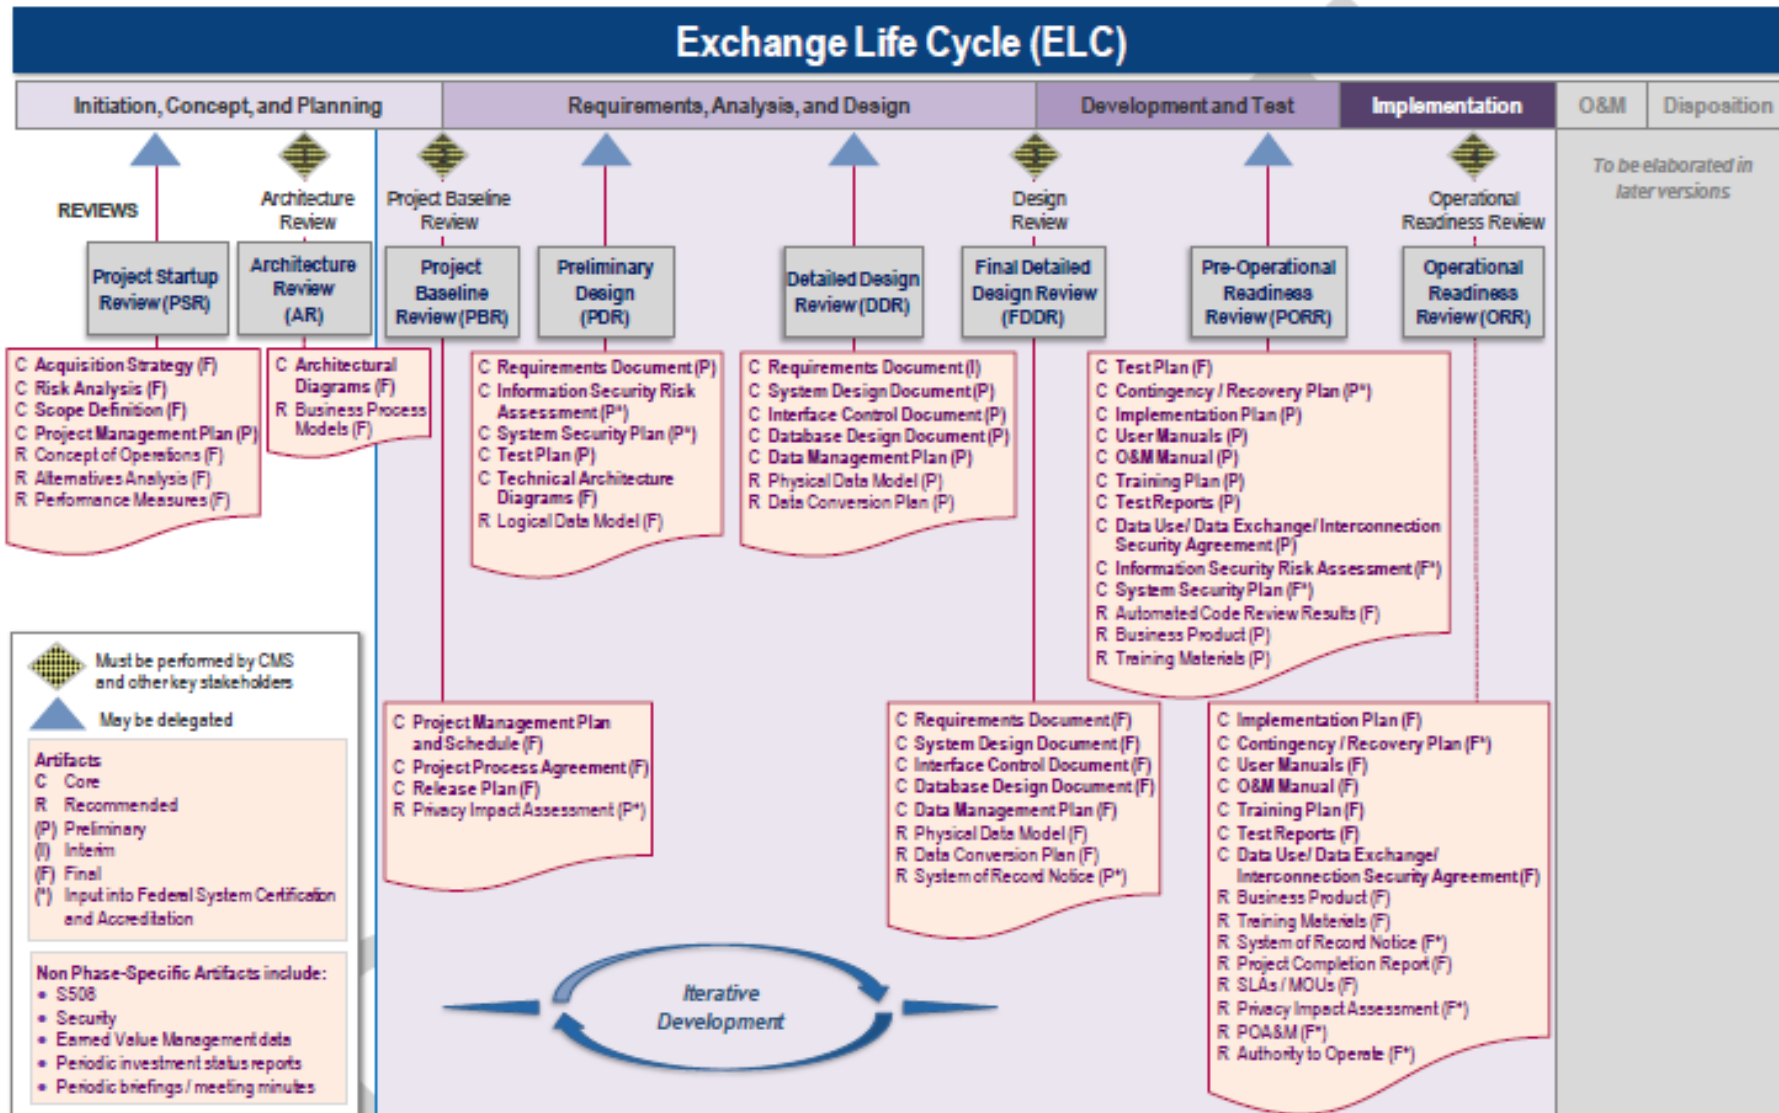 Exchange Life Cycle (ELC)
Initiation, Concept, and Planning
Requirements, Analysis, and Design
Development and Test
Implementation
O&M
Disposition
To be elaborated in
later versions
REVIEWS
1
Architecture
Review
2
Project Baseline
Review
3
Design
Review
4
Operational
Readiness Review
Project Startup
Review (PSR)
Architecture
Review
(AR)
Project
Baseline
Review (PBR)
Preliminary
Design
(PDR)
Detailed Design
Review (DDR)
Final Detailed
Design Review
(FDDR)
Pre-Operational
Readiness
Review (PORR)
Operational
Readiness
Review (ORR)
C Acquisition Strategy (F)
C Risk Analysis (F)
C Scope Definition (F)
C Project Management Plan (P)
R Concept of Operations (F)
R Alternatives Analysis (F)
R Performance Measures (F)
C Architectural
Diagrams (F)
R Business Process
Models (F)
C Requirements Document (P)
C Information Security Risk
Assessment (P*)
C System Security Plan (P*)
C Test Plan (P)
C Technical Architecture
Diagrams (F)
R Logical Data Model (F)
C Requirements Document (I)
C System Design Document (P)
C Interface Control Document (P)
C Database Design Document (P)
C Data Management Plan (P)
R Physical Data Model (P)
R Data Conversion Plan (P)
C Test Plan (F)
C Contingency / Recovery Plan (P*)
C Implementation Plan (P)
C User Manuals (P)
C O&M Manual (P)
C Training Plan (P)
C Test Reports (P)
C Data Use/ Data Exchange/ Interconnection
Security Agreement (P)
C Information Security Risk Assessment (F*)
C System Security Plan (F*)
R Automated Code Review Results (F)
R Business Product (P)
R Training Materials (P)
C Project Management Plan
and Schedule (F)
C Project Process Agreement (F)
C Release Plan (F)
R Privacy Impact Assessment (P*)
C Requirements Document (F)
C System Design Document (F)
C Interface Control Document (F)
C Database Design Document (F)
C Data Management Plan (F)
R Physical Data Model (F)
R Data Conversion Plan (F)
R System of Record Notice (P*)
C Implementation Plan (F)
C Contingency / Recovery Plan (F*)
C User Manuals (F)
C O&M Manual (F)
C Training Plan (F)
C Test Reports (F)
C Data Use/ Data Exchange/
Interconnection Security Agreement (F)
R Business Product (F)
R Training Materials (F)
R System of Record Notice (F*)
R Project Completion Report (F)
R SLAs / MOUs (F)
R Privacy Impact Assessment (F*)
R POA&M (F*)
R Authority to Operate (F*)
Must be performed by CMS
and other key stakeholders
May be delegated
Artifacts
C Core
R Recommended
(P) Preliminary
(I) Interim
(F) Final
(*) Input into Federal System Certification
and Accreditation
Non Phase-Specific Artifacts include:
• S508
• Security
• Earned Value Management data
• Periodic investment status reports
• Periodic briefings / meeting minutes
Iterative
Development